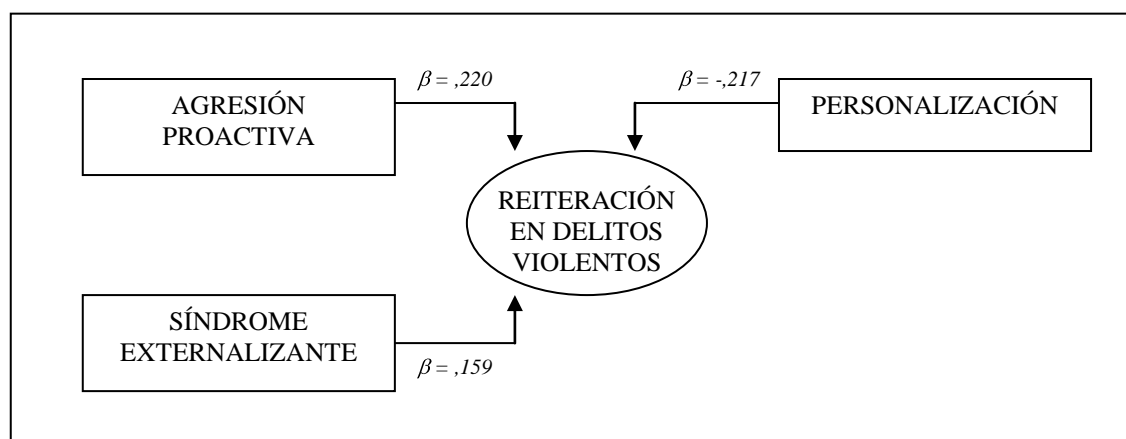 β = ,220
β = -,217
AGRESIÓN
PROACTIVA
PERSONALIZACIÓN
REITERACIÓN
EN DELITOS
VIOLENTOS
SÍNDROME
EXTERNALIZANTE
β = ,159